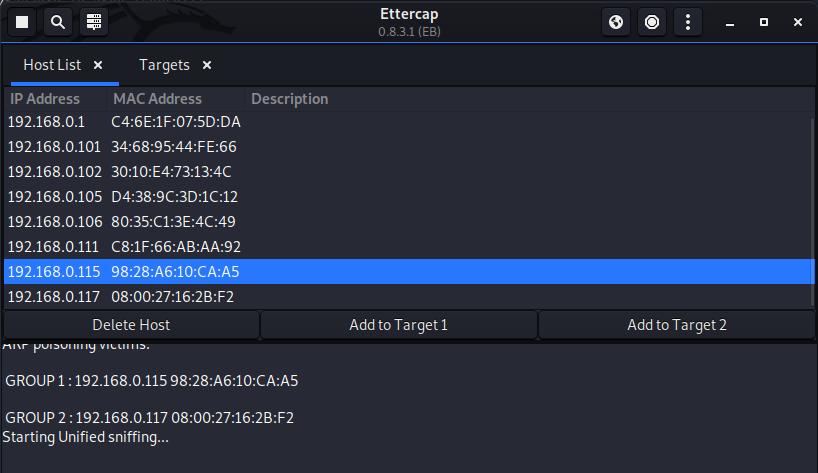 Ettercap
0.8.3.1 (EB)
Host List × Targets ×
IP Address MAC Address Description
192.168.0.1 C4:6E:1F:07:5D:DA
192.168.0.101 34:68:95:44:FE:66
192.168.0.102 30:10:E4:73:13:4C
192.168.0.105 D4:38:9C:3D:1C:12
192.168.0.106 80:35:C1:3E:4C:49
192.168.0.111 C8:1F:66:AB:AA:92
192.168.0.115 98:28:A6:10:CA:A5
192.168.0.117 08:00:27:16:2B:F2
Delete Host Add to Target 1 Add to Target 2
ARP poisoning victims:
GROUP 1 : 192.168.0.115 98:28:A6:10:CA:A5
GROUP 2 : 192.168.0.117 08:00:27:16:2B:F2
Starting Unified sniffing...